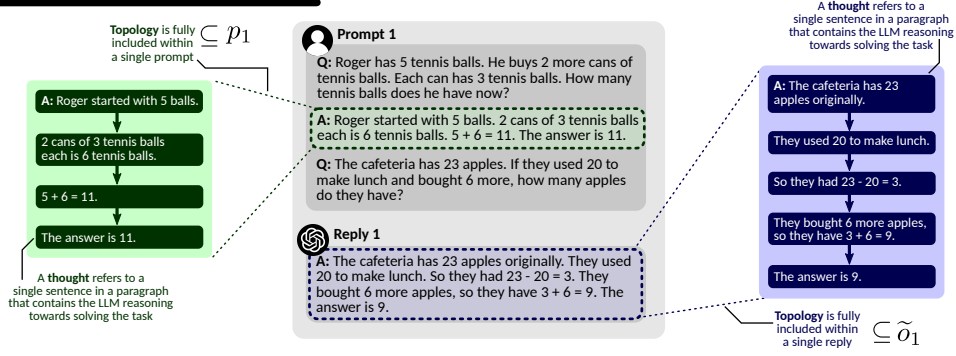 Topology is fully
included within
a single prompt
⊆ p₁
A: Roger started with 5 balls.
2 cans of 3 tennis balls
each is 6 tennis balls.
5 + 6 = 11.
The answer is 11.
A thought refers to a
single sentence in a paragraph
that contains the LLM reasoning
towards solving the task
Prompt 1
Q: Roger has 5 tennis balls. He buys 2 more cans of
tennis balls. Each can has 3 tennis balls. How many
tennis balls does he have now?
A: Roger started with 5 balls. 2 cans of 3 tennis balls
each is 6 tennis balls. 5 + 6 = 11. The answer is 11.
Q: The cafeteria has 23 apples. If they used 20 to
make lunch and bought 6 more, how many apples
do they have?
Reply 1
A: The cafeteria has 23 apples originally. They used
20 to make lunch. So they had 23 - 20 = 3. They
bought 6 more apples, so they have 3 + 6 = 9. The
answer is 9.
A thought refers to a
single sentence in a paragraph
that contains the LLM reasoning
towards solving the task
A: The cafeteria has 23
apples originally.
They used 20 to make lunch.
So they had 23 - 20 = 3.
They bought 6 more apples,
so they have 3 + 6 = 9.
The answer is 9.
Topology is fully
included within
a single reply
⊆ õ₁